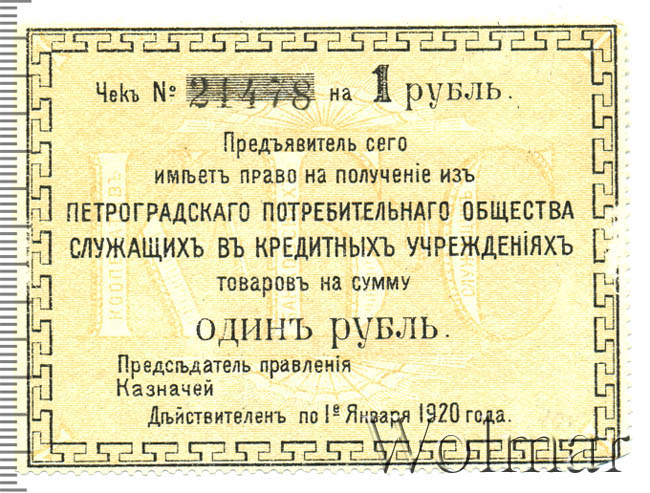 Чекъ № 21478 на 1 рубль.
Предъявитель сего
имѣетъ право на полученіе изъ
ПЕТРОГРАДСКАГО ПОТРЕБИТЕЛЬНАГО ОБЩЕСТВА
СЛУЖАЩИХЪ ВЪ КРЕДИТНЫХЪ УЧРЕЖДЕНІЯХЪ
товаровъ на сумму
ОДИНЪ РУБЛЬ.
Предсѣдатель правленія
Казначей
Дѣйствителенъ по 1е Января 1920 года.
КБС
Wolmar